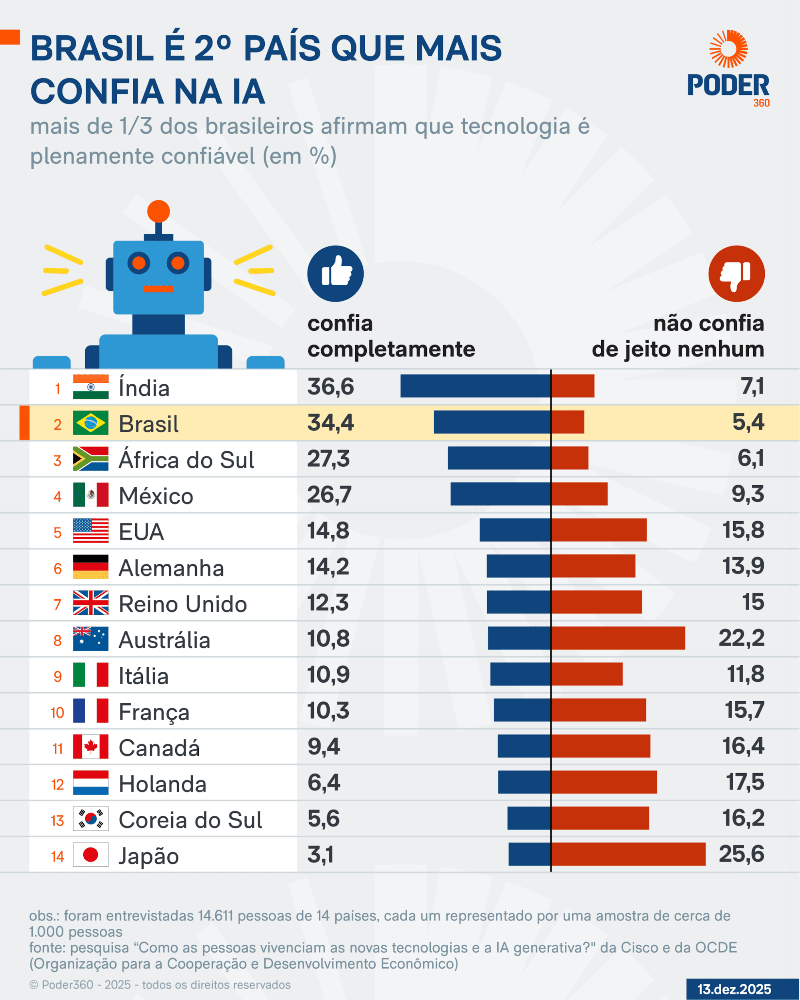 BRASIL É 2º PAÍS QUE MAIS
CONFIA NA IA
PODER
360
mais de 1/3 dos brasileiros afirmam que tecnologia é
plenamente confiável (em %)
confia
completamente
não confia
de jeito nenhum
1 Índia 36,6 7,1
2 Brasil 34,4 5,4
3 África do Sul 27,3 6,1
4 México 26,7 9,3
5 EUA 14,8 15,8
6 Alemanha 14,2 13,9
7 Reino Unido 12,3 15
8 Austrália 10,8 22,2
9 Itália 10,9 11,8
10 França 10,3 15,7
11 Canadá 9,4 16,4
12 Holanda 6,4 17,5
13 Coreia do Sul 5,6 16,2
14 Japão 3,1 25,6
obs.: foram entrevistadas 14.611 pessoas de 14 países, cada um representado por uma amostra de cerca de
1.000 pessoas
fonte: pesquisa “Como as pessoas vivenciam as novas tecnologias e a IA generativa?" da Cisco e da OCDE
(Organização para a Cooperação e Desenvolvimento Econômico)
© Poder360 - 2025 - todos os direitos reservados
13.dez.2025